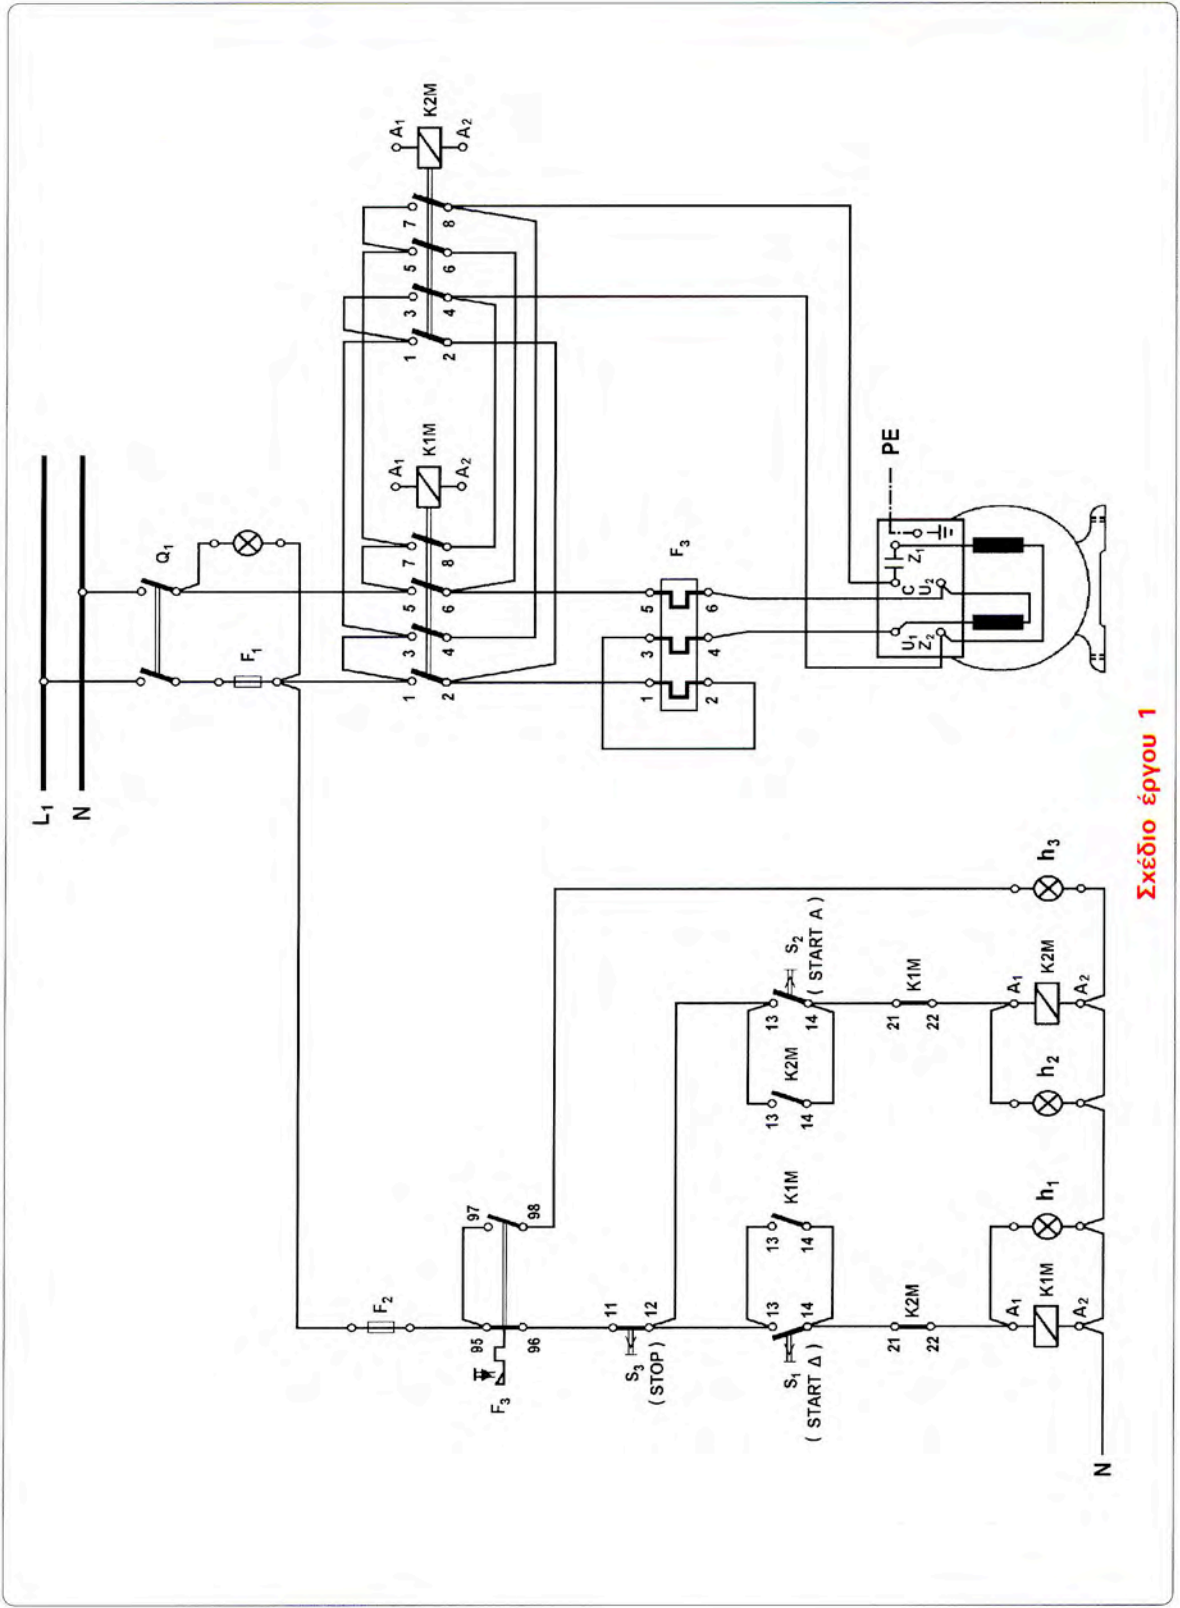 L1
N
Q1
F1
1
3
5
7
2
4
6
8
A1
A2
K1M
1
3
5
7
2
4
6
8
A1
A2
K2M
1
3
5
2
4
6
F3
U1
Z2
C
U2
Z1
PE
F2
95
97
96
98
F3
11
12
S3
( STOP )
13
14
S1
( START Δ )
13
14
K1M
13
14
K2M
13
14
S2
( START A )
21
22
K2M
21
22
K1M
A1
A2
K1M
h1
h2
A1
A2
K2M
h3
N
Σχέδιο έργου 1